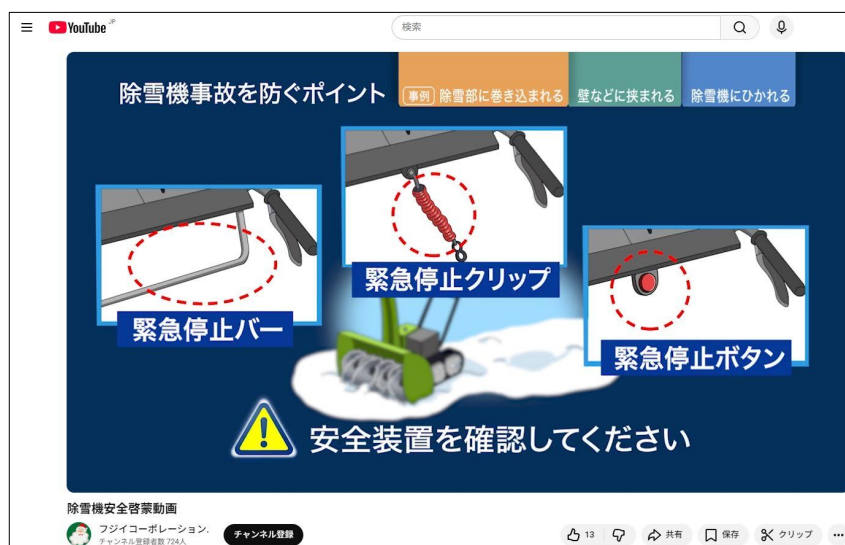 YouTube JP
検索
除雪機事故を防ぐポイント
事例 除雪部に巻き込まれる
壁などに挟まれる
除雪機にひかれる
緊急停止バー
緊急停止クリップ
緊急停止ボタン
安全装置を確認してください
除雪機安全啓蒙動画
フジイコーポレーション.
チャンネル登録者数 724人
チャンネル登録
13
共有
保存
クリップ